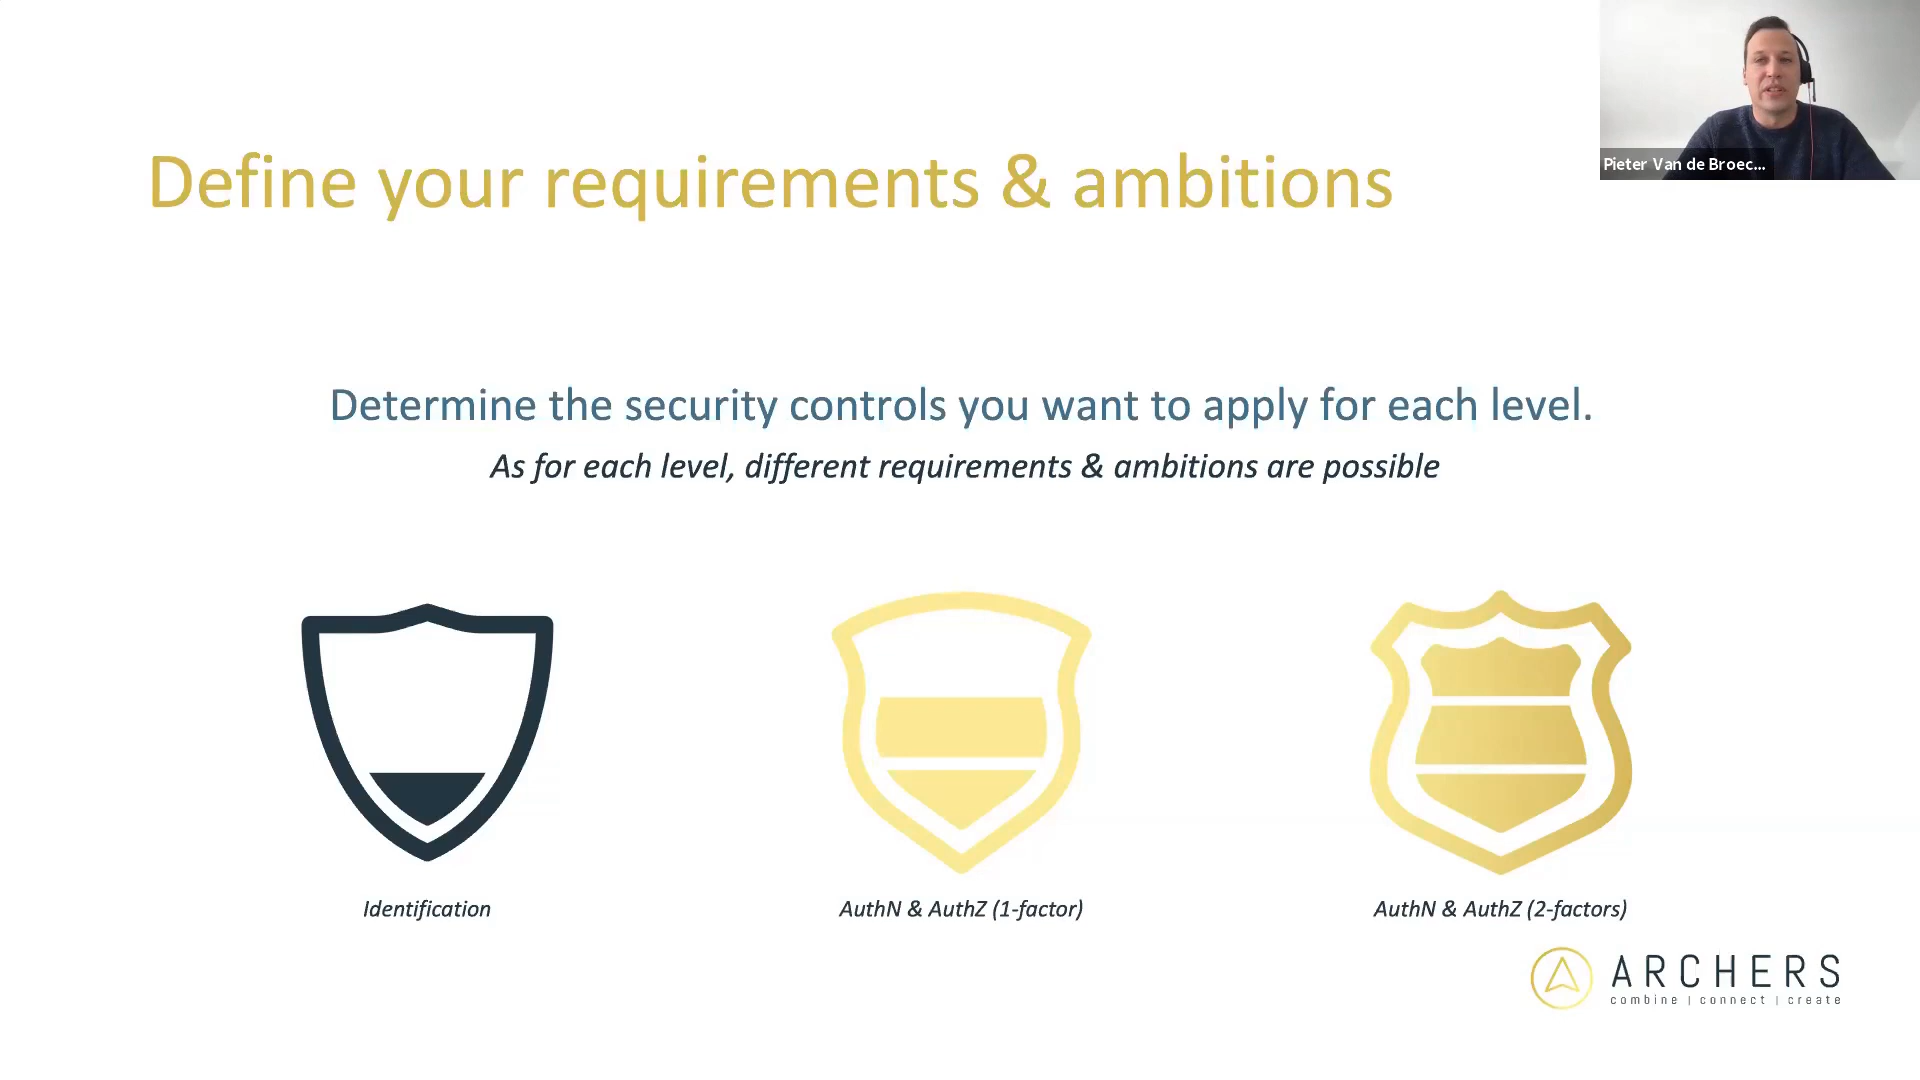 Pieter Van de Broec...
Define your requirements & ambitions
Determine the security controls you want to apply for each level.
As for each level, different requirements & ambitions are possible
Identification
AuthN & AuthZ (1-factor)
AuthN & AuthZ (2-factors)
ARCHERS
combine | connect | create